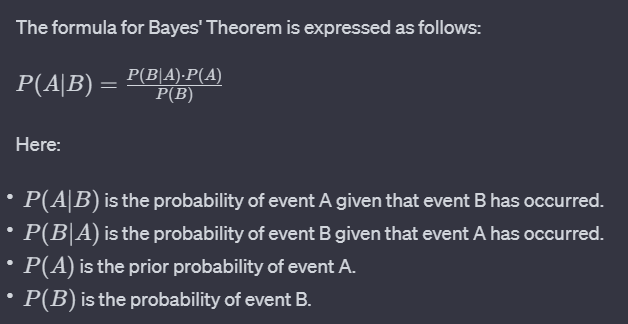 The formula for Bayes' Theorem is expressed as follows:
P(A|B) = P(B|A)·P(A) / P(B)
Here:
• P(A|B) is the probability of event A given that event B has occurred.
• P(B|A) is the probability of event B given that event A has occurred.
• P(A) is the prior probability of event A.
• P(B) is the probability of event B.